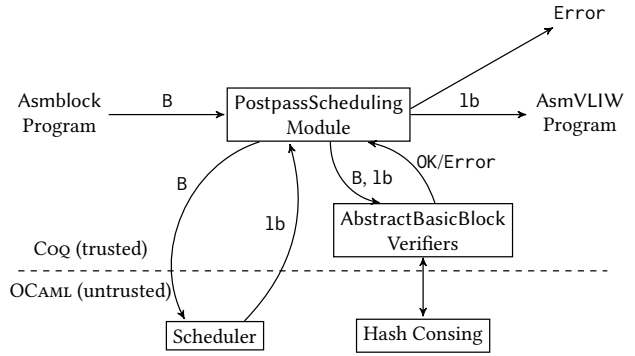 Error
Asmblock
Program
B
PostpassScheduling
Module
lb
AsmVLIW
Program
B
lb
B, lb
OK/Error
AbstractBasicBlock
Verifiers
COQ (trusted)
OCAML (untrusted)
Scheduler
Hash Consing